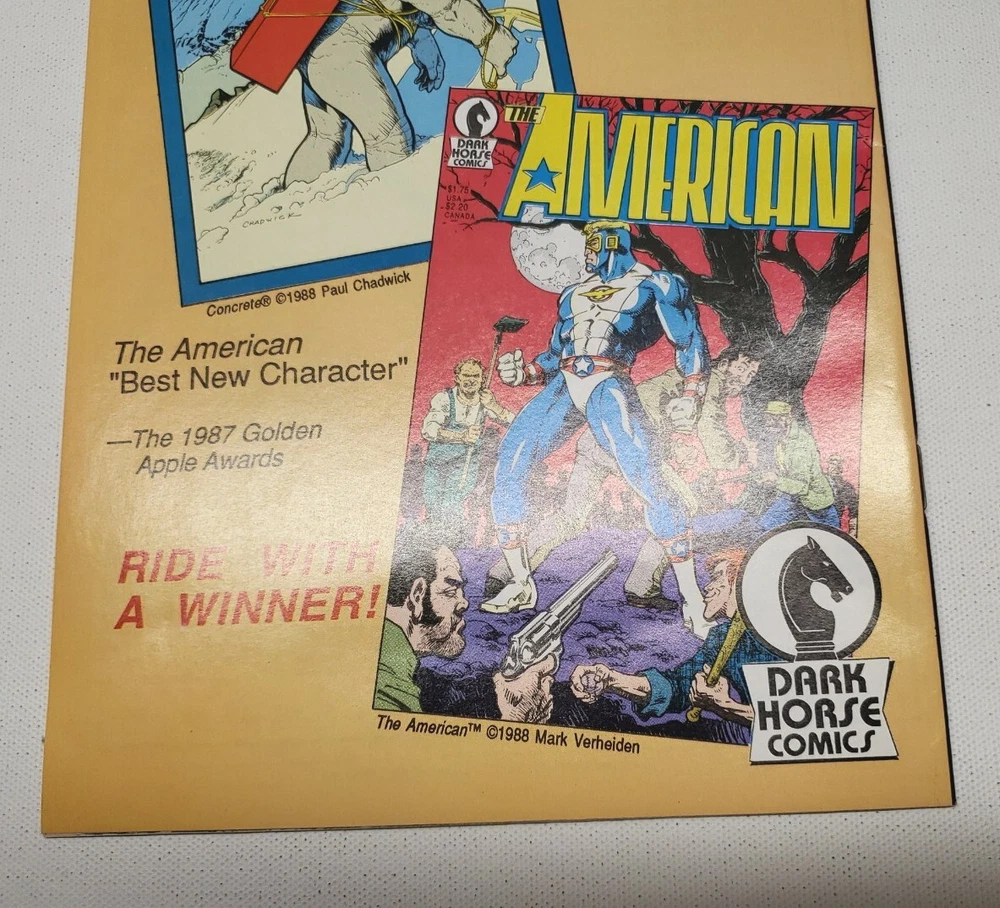 CHADWICK
Concrete® ©1988 Paul Chadwick
THE
AMERICAN
DARK
HORSE
COMICS
$1.75
USA
$2.20
CANADA
The American
"Best New Character"
—The 1987 Golden
Apple Awards
RIDE WITH
A WINNER!
DARK
HORSE
COMICS
The American™ ©1988 Mark Verheiden